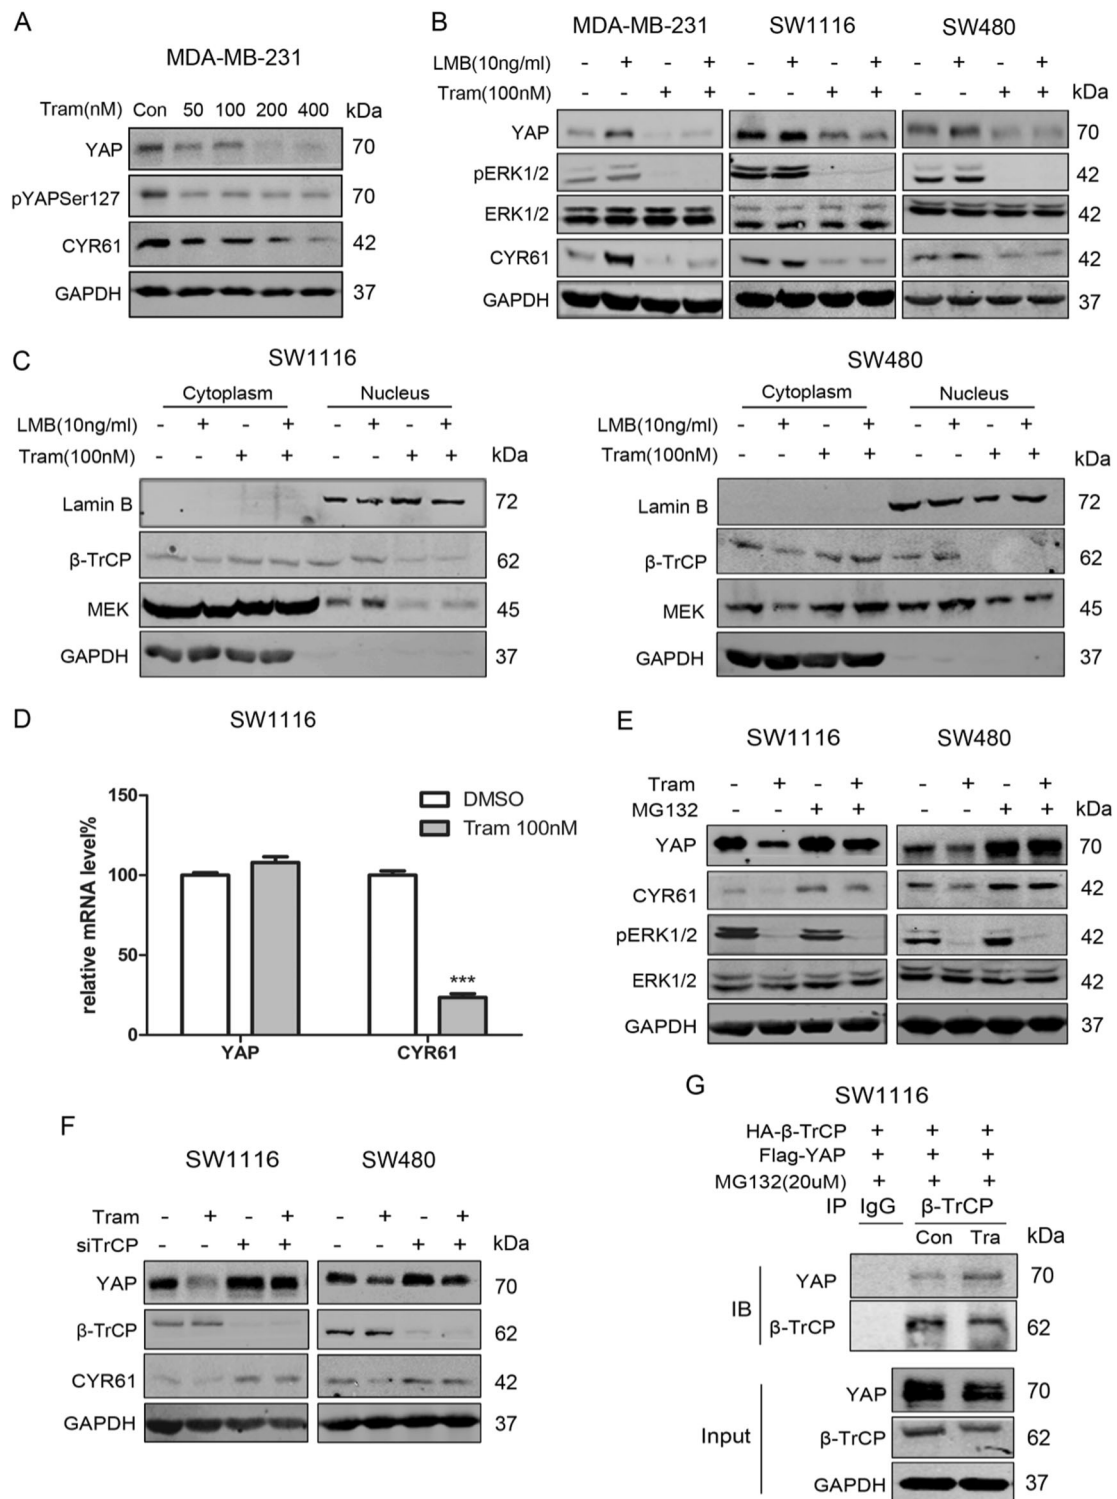 A
MDA-MB-231
Tram(nM) Con 50 100 200 400 kDa
YAP 70
pYAPSer127 70
CYR61 42
GAPDH 37
B
MDA-MB-231 SW1116 SW480
LMB(10ng/ml) - + - + - + - + - + - +
Tram(100nM) - - + + - - + + - - + + kDa
YAP 70
pERK1/2 42
ERK1/2 42
CYR61 42
GAPDH 37
C
SW1116
Cytoplasm Nucleus
LMB(10ng/ml) - + - + - + - +
Tram(100nM) - - + + - - + + kDa
Lamin B 72
β-TrCP 62
MEK 45
GAPDH 37
SW480
Cytoplasm Nucleus
LMB(10ng/ml) - + - + - + - +
Tram(100nM) - - + + - - + + kDa
Lamin B 72
β-TrCP 62
MEK 45
GAPDH 37
D
SW1116
relative mRNA level%
150
100
50
0
DMSO
Tram 100nM
***
YAP CYR61
E
SW1116 SW480
Tram - + - + - + - +
MG132 - - + + - - + + kDa
YAP 70
CYR61 42
pERK1/2 42
ERK1/2 42
GAPDH 37
F
SW1116 SW480
Tram - + - + - + - +
siTrCP - - + + - - + + kDa
YAP 70
β-TrCP 62
CYR61 42
GAPDH 37
G
SW1116
HA-β-TrCP + + +
Flag-YAP + + +
MG132(20uM) + + +
IP IgG β-TrCP
Con Tra kDa
IB
YAP 70
β-TrCP 62
Input
YAP 70
β-TrCP 62
GAPDH 37